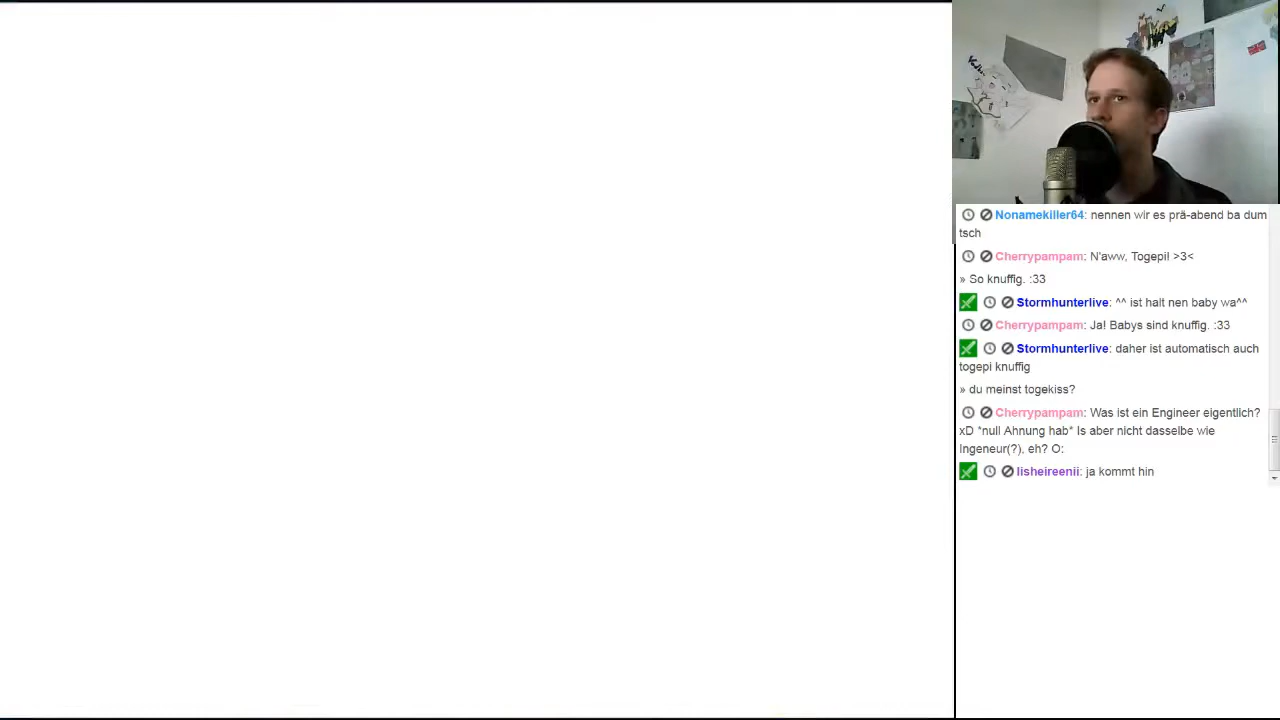 Nonamekiller64: nennen wir es prä-abend ba dum
tsch
Cherrypampam: N'aww, Togepi! >3<
» So knuffig. :33
Stormhunterlive: ^^ ist halt nen baby wa^^
Cherrypampam: Ja! Babys sind knuffig. :33
Stormhunterlive: daher ist automatisch auch
togepi knuffig
» du meinst togekiss?
Cherrypampam: Was ist ein Engineer eigentlich?
xD *null Ahnung hab* Is aber nicht dasselbe wie
Ingeneur(?), eh? O:
lisheireenii: ja kommt hin